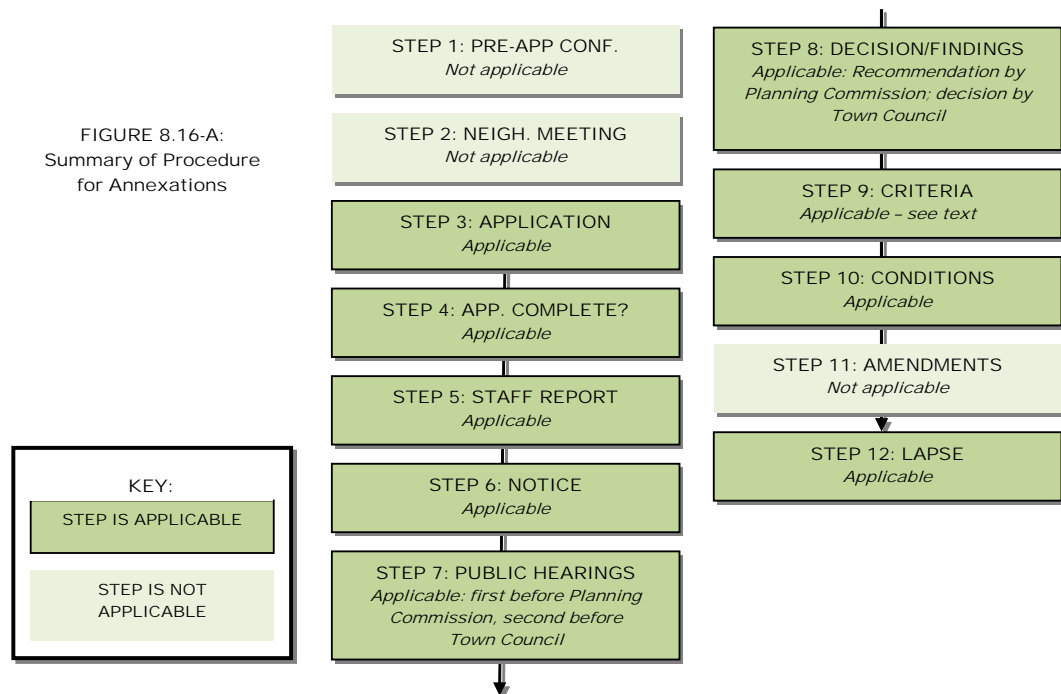 FIGURE 8.16-A:
Summary of Procedure
for Annexations
KEY:
STEP IS APPLICABLE
STEP IS NOT
APPLICABLE
STEP 1: PRE-APP CONF.
Not applicable
STEP 2: NEIGH. MEETING
Not applicable
STEP 3: APPLICATION
Applicable
STEP 4: APP. COMPLETE?
Applicable
STEP 5: STAFF REPORT
Applicable
STEP 6: NOTICE
Applicable
STEP 7: PUBLIC HEARINGS
Applicable: first before Planning
Commission, second before
Town Council
STEP 8: DECISION/FINDINGS
Applicable: Recommendation by
Planning Commission; decision by
Town Council
STEP 9: CRITERIA
Applicable – see text
STEP 10: CONDITIONS
Applicable
STEP 11: AMENDMENTS
Not applicable
STEP 12: LAPSE
Applicable